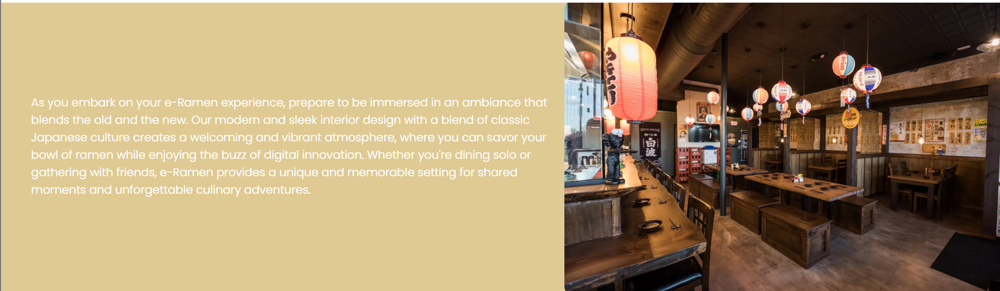 As you embark on your e-Ramen experience, prepare to be immersed in an ambiance that
blends the old and the new. Our modern and sleek interior design with a blend of classic
Japanese culture creates a welcoming and vibrant atmosphere, where you can savor your
bowl of ramen while enjoying the buzz of digital innovation. Whether you're dining solo or
gathering with friends, e-Ramen provides a unique and memorable setting for shared
moments and unforgettable culinary adventures.
Orion
さつま
白波